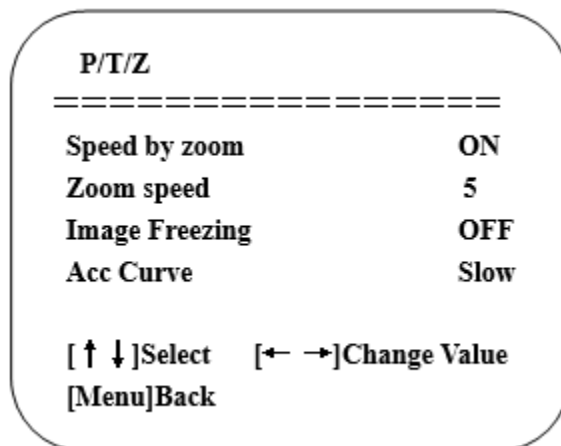 P/T/Z
==================
Speed by zoom ON
Zoom speed 5
Image Freezing OFF
Acc Curve Slow
[↑ ↓]Select [← →]Change Value
[Menu]Back